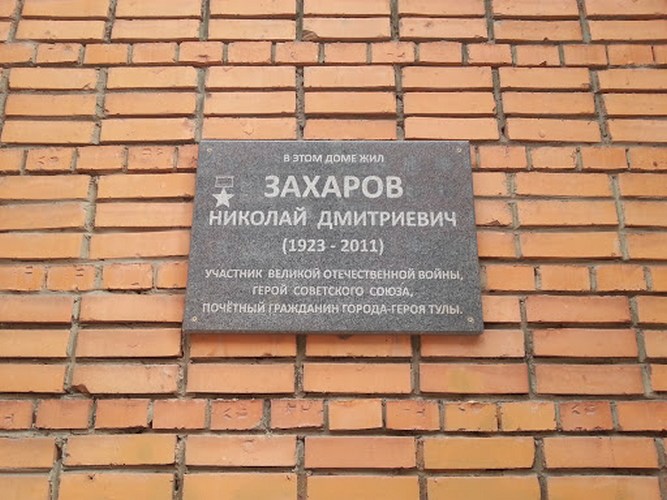 В ЭТОМ ДОМЕ ЖИЛ
ЗАХАРОВ
НИКОЛАЙ ДМИТРИЕВИЧ
(1923 - 2011)
УЧАСТНИК ВЕЛИКОЙ ОТЕЧЕСТВЕННОЙ ВОЙНЫ,
ГЕРОЙ СОВЕТСКОГО СОЮЗА,
ПОЧЁТНЫЙ ГРАЖДАНИН ГОРОДА-ГЕРОЯ ТУЛЫ.